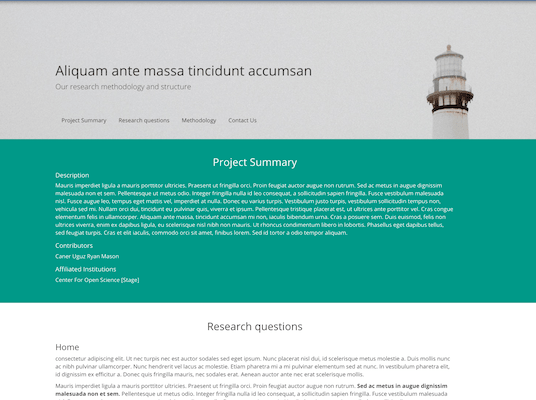 Aliquam ante massa tincidunt accumsan
Our research methodology and structure
Project Summary Research questions Methodology Contact Us
Project Summary
Description
Mauris imperdiet ligula a mauris porttitor ultricies. Praesent ut fringilla orci. Proin feugiat auctor augue non rutrum. Sed ac metus in augue dignissim
malesuada non et sem. Pellentesque ut metus odio. Integer fringilla nulla id leo consequat, a sollicitudin sapien fringilla. Fusce vestibulum malesuada
nisl. Fusce augue leo, tempus eget mattis vel, imperdiet at nulla. Donec eu varius turpis. Vestibulum justo turpis, vestibulum sollicitudin tempus non,
vehicula sed mi. Nullam orci dui, tincidunt eu pulvinar quis, viverra et ipsum. Pellentesque tristique placerat est, ut ultrices ante porttitor vel. Cras congue
elementum felis in ullamcorper. Aliquam ante massa, tincidunt accumsan mi non, iaculis bibendum urna. Cras a posuere sem. Duis euismod, felis non
ultrices viverra, enim ex dapibus ligula, eu scelerisque nisl nibh non mauris. Ut rhoncus condimentum libero in lobortis. Phasellus eget dapibus tellus,
sed feugiat turpis. Cras et elit iaculis, commodo orci sit amet, finibus lorem. Sed id tortor a odio tempor aliquam.
Contributors
Caner Uguz Ryan Mason
Affiliated Institutions
Center For Open Science [Stage]
Research questions
Home
consectetur adipiscing elit. Ut nec turpis nec est auctor sodales sed eget ipsum. Nunc placerat nisl dui, id scelerisque metus molestie a. Duis mollis nunc
ac nibh pulvinar ullamcorper. Nunc hendrerit vel lacus ac molestie. Etiam pharetra mi a mi pulvinar elementum sed at nunc. In vestibulum pharetra elit,
id dignissim ex efficitur a. Donec quis fringilla mauris, nec sodales erat. Aenean auctor ante nec erat scelerisque mollis.
Mauris imperdiet ligula a mauris porttitor ultricies. Praesent ut fringilla orci. Proin feugiat auctor augue non rutrum. Sed ac metus in augue dignissim
malesuada non et sem. Pellentesque ut metus odio. Integer fringilla nulla id leo consequat, a sollicitudin sapien fringilla. Fusce vestibulum